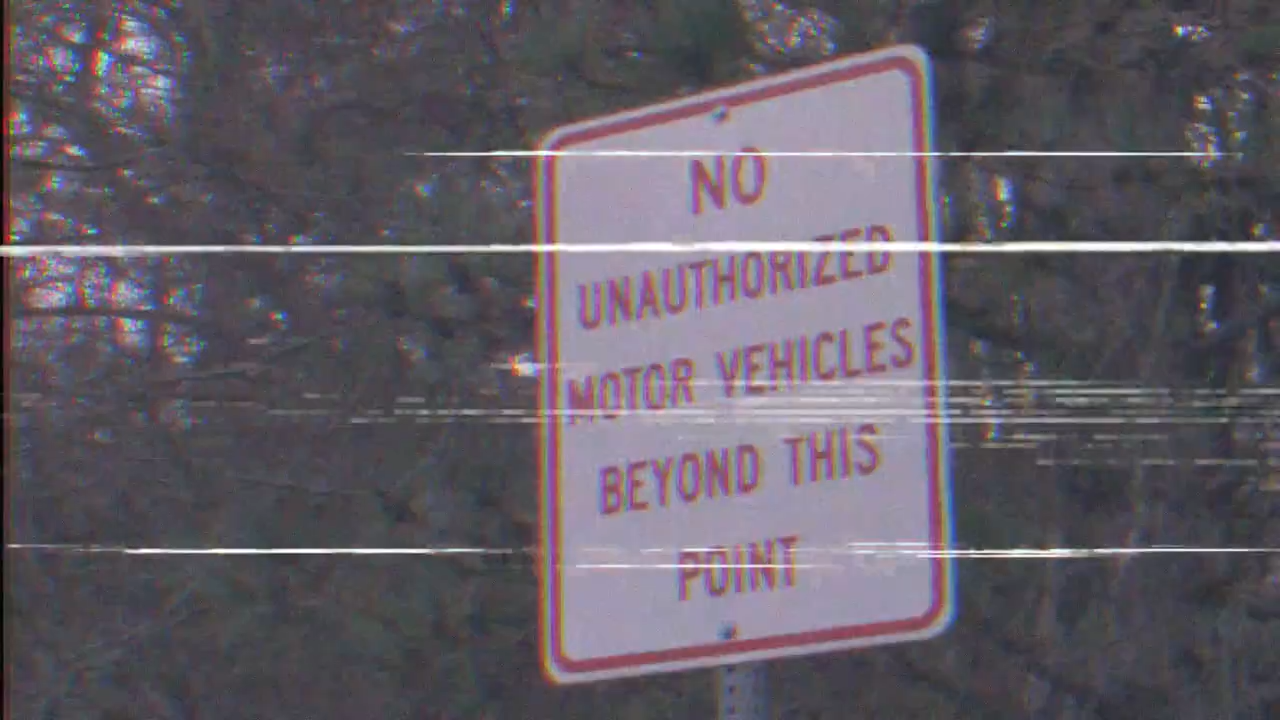 NO
UNAUTHORIZED
MOTOR VEHICLES
BEYOND THIS
POINT